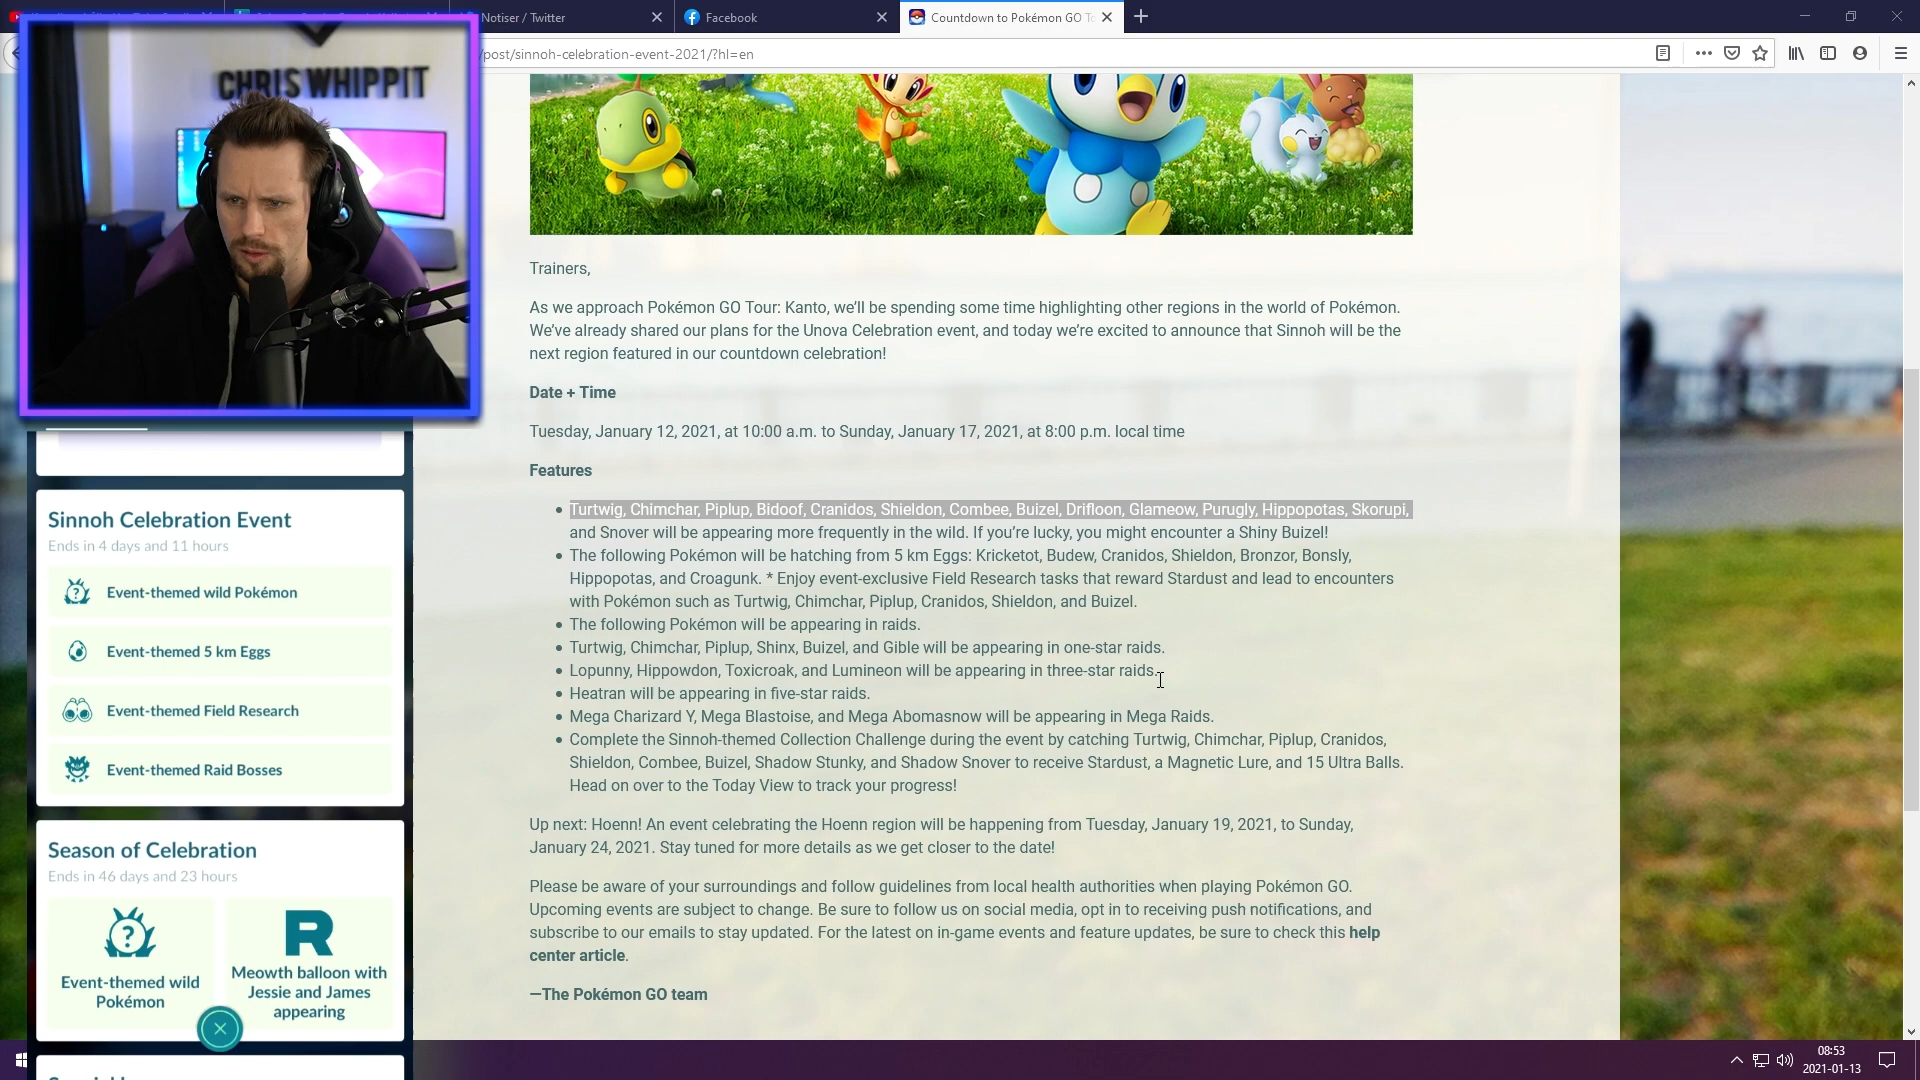 Notiser / Twitter
Facebook
Countdown to Pokémon GO
/post/sinnoh-celebration-event-2021/?hl=en
CHRIS WHIPPIT
Trainers,
As we approach Pokémon GO Tour: Kanto, we’ll be spending some time highlighting other regions in the world of Pokémon.
We’ve already shared our plans for the Unova Celebration event, and today we’re excited to announce that Sinnoh will be the
next region featured in our countdown celebration!
Date + Time
Tuesday, January 12, 2021, at 10:00 a.m. to Sunday, January 17, 2021, at 8:00 p.m. local time
Features
Turtwig, Chimchar, Piplup, Bidoof, Cranidos, Shieldon, Combee, Buizel, Drifloon, Glameow, Purugly, Hippopotas, Skorupi,
and Snover will be appearing more frequently in the wild. If you’re lucky, you might encounter a Shiny Buizel!
The following Pokémon will be hatching from 5 km Eggs: Kricketot, Budew, Cranidos, Shieldon, Bronzor, Bonsly,
Hippopotas, and Croagunk. * Enjoy event-exclusive Field Research tasks that reward Stardust and lead to encounters
with Pokémon such as Turtwig, Chimchar, Piplup, Cranidos, Shieldon, and Buizel.
The following Pokémon will be appearing in raids.
Turtwig, Chimchar, Piplup, Shinx, Buizel, and Gible will be appearing in one-star raids.
Lopunny, Hippowdon, Toxicroak, and Lumineon will be appearing in three-star raids.
Heatran will be appearing in five-star raids.
Mega Charizard Y, Mega Blastoise, and Mega Abomasnow will be appearing in Mega Raids.
Complete the Sinnoh-themed Collection Challenge during the event by catching Turtwig, Chimchar, Piplup, Cranidos,
Shieldon, Combee, Buizel, Shadow Stunky, and Shadow Snover to receive Stardust, a Magnetic Lure, and 15 Ultra Balls.
Head on over to the Today View to track your progress!
Up next: Hoenn! An event celebrating the Hoenn region will be happening from Tuesday, January 19, 2021, to Sunday,
January 24, 2021. Stay tuned for more details as we get closer to the date!
Please be aware of your surroundings and follow guidelines from local health authorities when playing Pokémon GO.
Upcoming events are subject to change. Be sure to follow us on social media, opt in to receiving push notifications, and
subscribe to our emails to stay updated. For the latest on in-game events and feature updates, be sure to check this help
center article.
—The Pokémon GO team
Sinnoh Celebration Event
Ends in 4 days and 11 hours
Event-themed wild Pokémon
Event-themed 5 km Eggs
Event-themed Field Research
Event-themed Raid Bosses
Season of Celebration
Ends in 46 days and 23 hours
Event-themed wild
Pokémon
R
Meowth balloon with
Jessie and James
appearing
08:53
2021-01-13